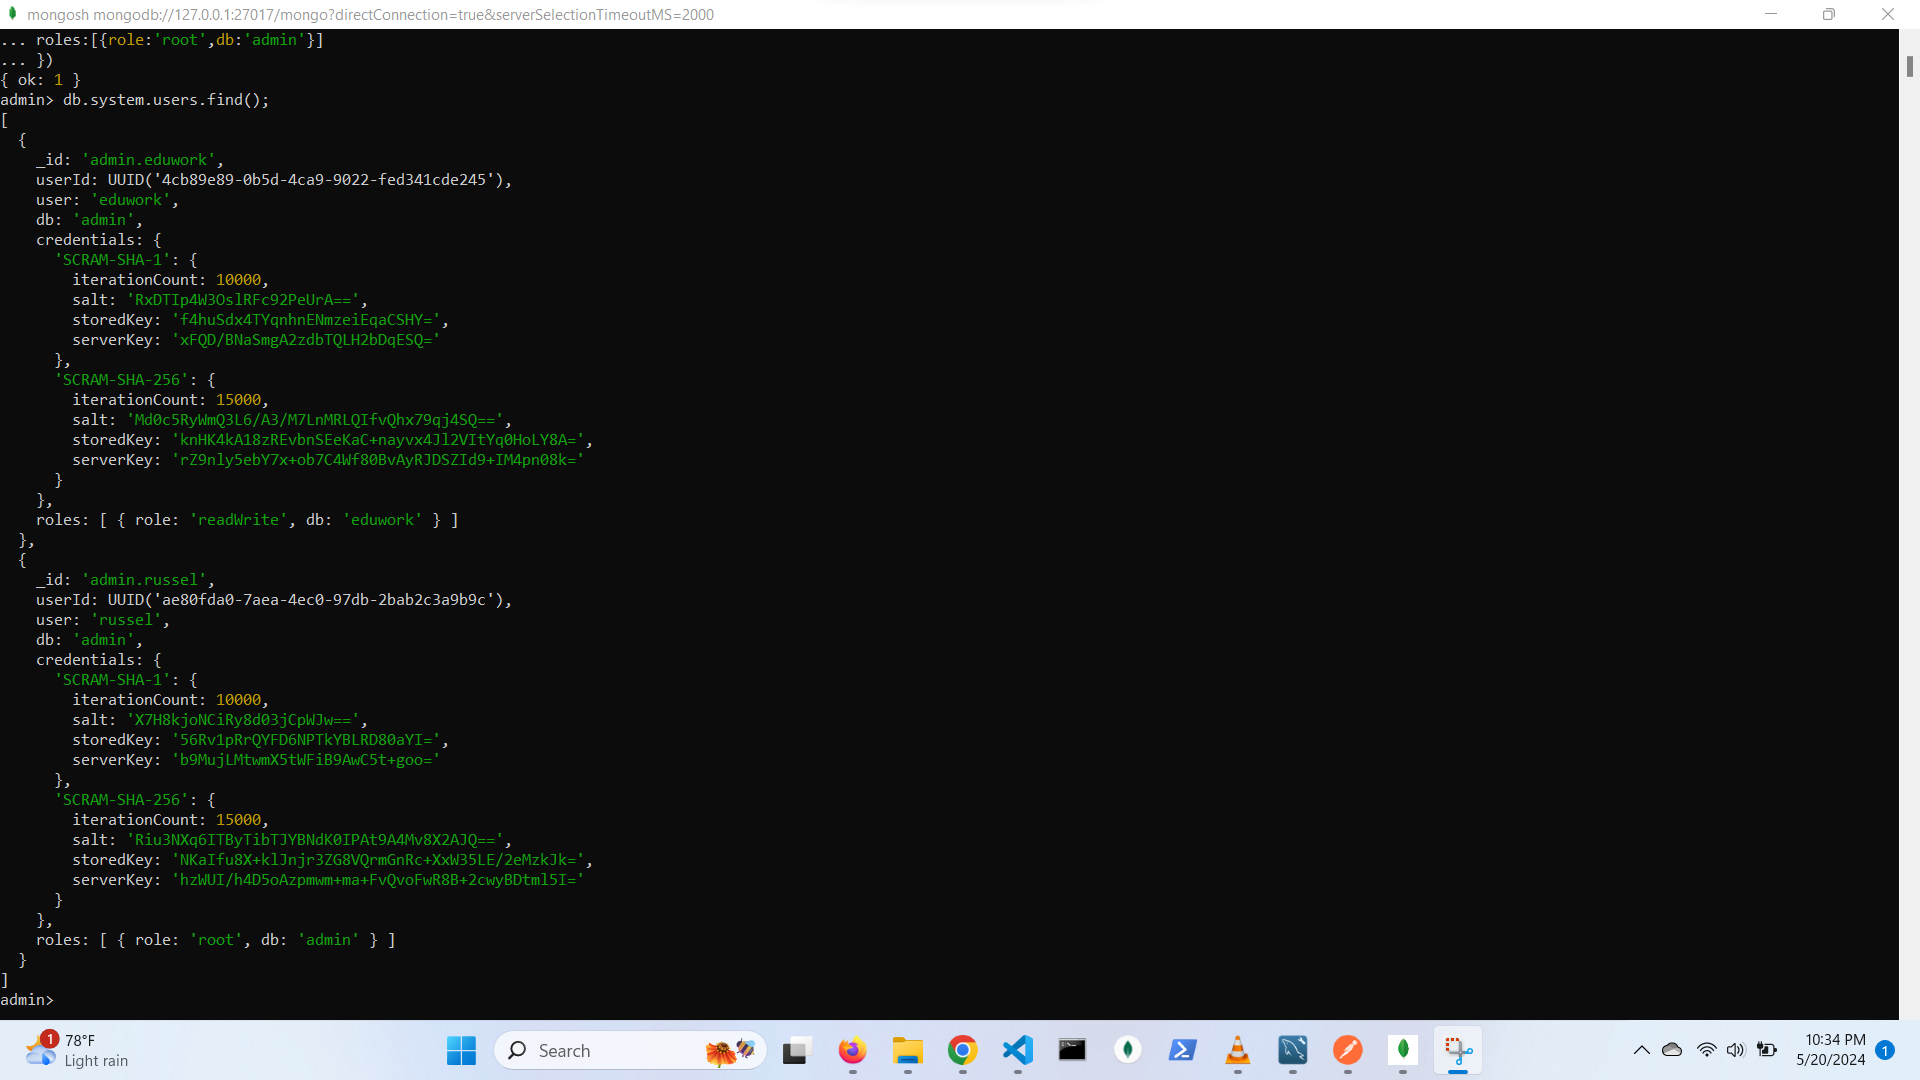 mongosh mongodb://127.0.0.1:27017/mongo?directConnection=true&serverSelectionTimeoutMS=2000
... roles:[{role:'root',db:'admin'}]
... })
{ ok: 1 }
admin> db.system.users.find();
[
  {
    _id: 'admin.eduwork',
    userId: UUID('4cb89e89-0b5d-4ca9-9022-fed341cde245'),
    user: 'eduwork',
    db: 'admin',
    credentials: {
      'SCRAM-SHA-1': {
        iterationCount: 10000,
        salt: 'RxDTIp4W3OslRFc92PeUrA==',
        storedKey: 'f4huSdx4TYqnhnENmzeiEqaCSHY=',
        serverKey: 'xFQD/BNaSmgA2zdbTQLH2bDqESQ='
      },
      'SCRAM-SHA-256': {
        iterationCount: 15000,
        salt: 'Md0c5RyWmQ3L6/A3/M7LnMRLQIfvQhx79qj4SQ==',
        storedKey: 'knHK4kA18zREvbnSEeKaC+nayvx4Jl2VItYq0HoLY8A=',
        serverKey: 'rZ9nly5ebY7x+ob7C4Wf80BvAyRJDSZId9+IM4pn08k='
      }
    },
    roles: [ { role: 'readWrite', db: 'eduwork' } ]
  },
  {
    _id: 'admin.russel',
    userId: UUID('ae80fda0-7aea-4ec0-97db-2bab2c3a9b9c'),
    user: 'russel',
    db: 'admin',
    credentials: {
      'SCRAM-SHA-1': {
        iterationCount: 10000,
        salt: 'X7H8kjoNCiRy8d03jCpWJw==',
        storedKey: '56Rv1pRrQYFD6NPTkYBLRD80aYI=',
        serverKey: 'b9MujLMtwmX5tWFiB9AwC5t+goo='
      },
      'SCRAM-SHA-256': {
        iterationCount: 15000,
        salt: 'Riu3NXq6ITByTibTJYBNdK0IPAt9A4Mv8X2AJQ==',
        storedKey: 'NKaIfu8X+klJnjr3ZG8VQrmGnRc+XxW35LE/2eMzkJk=',
        serverKey: 'hzWUI/h4D5oAzpmwm+ma+FvQvoFwR8B+2cwyBDtml5I='
      }
    },
    roles: [ { role: 'root', db: 'admin' } ]
  }
]
admin>
1
78°F
Light rain
Search
10:34 PM
5/20/2024
1